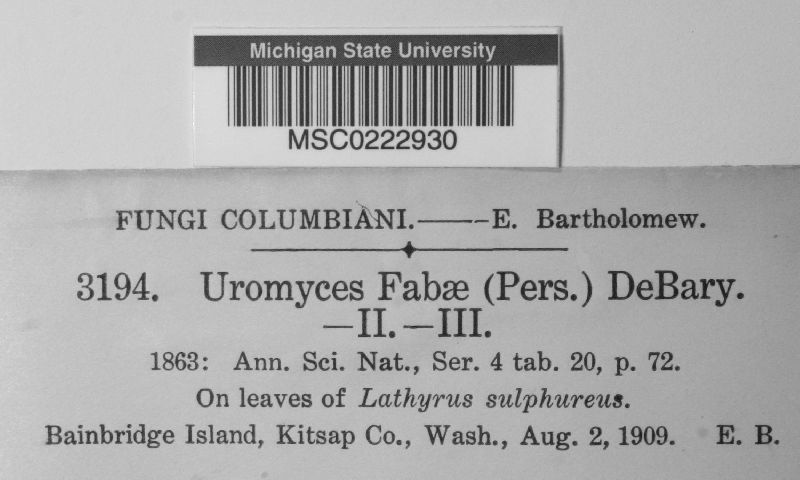 Michigan State University
MSC0222930
FUNGI COLUMBIANI.——E. Bartholomew.
3194. Uromyces Fabæ (Pers.) DeBary.
—II.—III.
1863: Ann. Sci. Nat., Ser. 4 tab. 20, p. 72.
On leaves of Lathyrus sulphureus.
Bainbridge Island, Kitsap Co., Wash., Aug. 2, 1909. E. B.